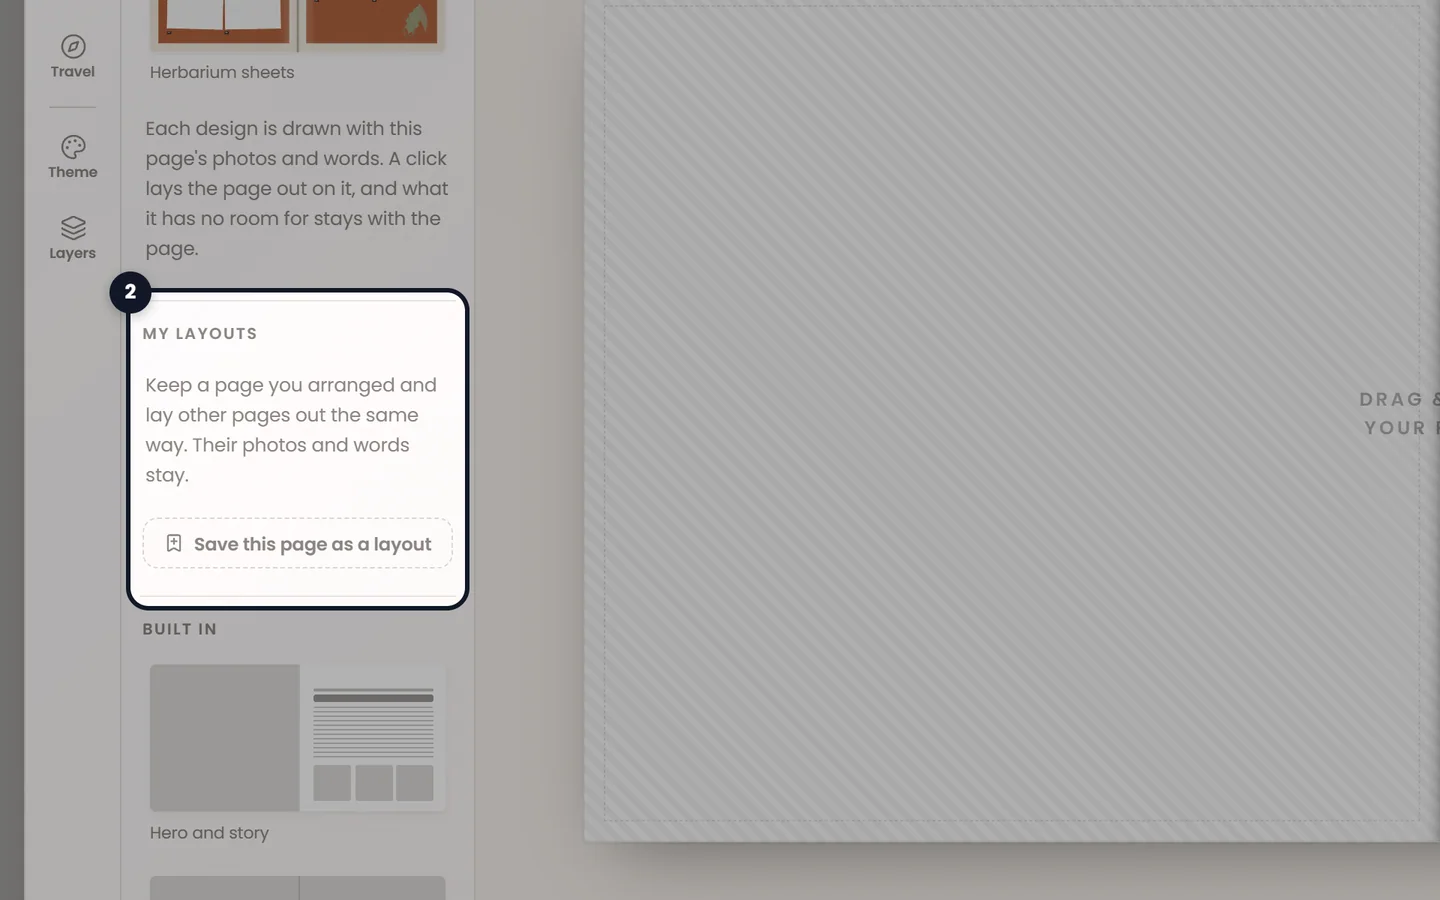 Travel
Theme
Layers
Herbarium sheets
Each design is drawn with this
page's photos and words. A click
lays the page out on it, and what
it has no room for stays with the
page.
2
MY LAYOUTS
Keep a page you arranged and
lay other pages out the same
way. Their photos and words
stay.
Save this page as a layout
BUILT IN
Hero and story
DRAG &
YOUR